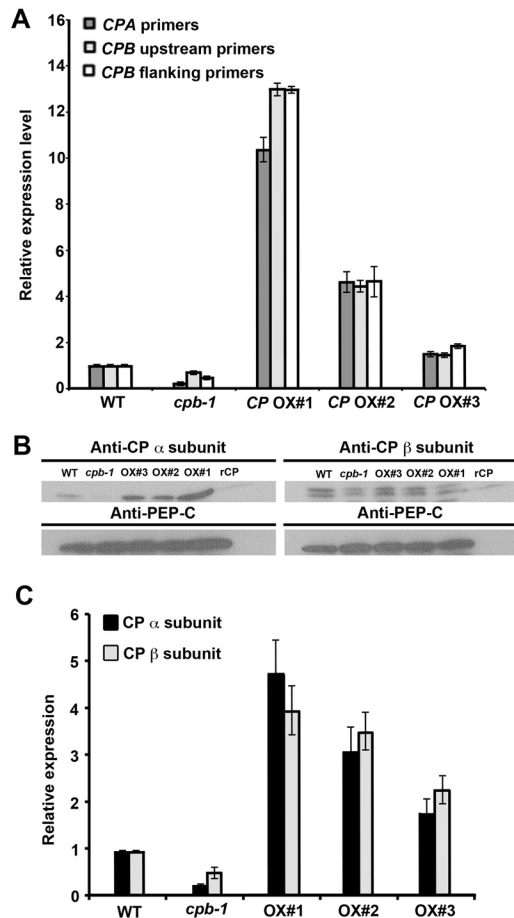 A
CPA primers
CPB upstream primers
CPB flanking primers
Relative expression level
16
14
12
10
8
6
4
2
0
WT
cpb-1
CP OX#1
CP OX#2
CP OX#3
B
Anti-CP α subunit
WT cpb-1 OX#3 OX#2 OX#1 rCP
Anti-PEP-C
Anti-CP β subunit
WT cpb-1 OX#3 OX#2 OX#1 rCP
Anti-PEP-C
C
CP α subunit
CP β subunit
Relative expression
6
5
4
3
2
1
0
WT
cpb-1
OX#1
OX#2
OX#3